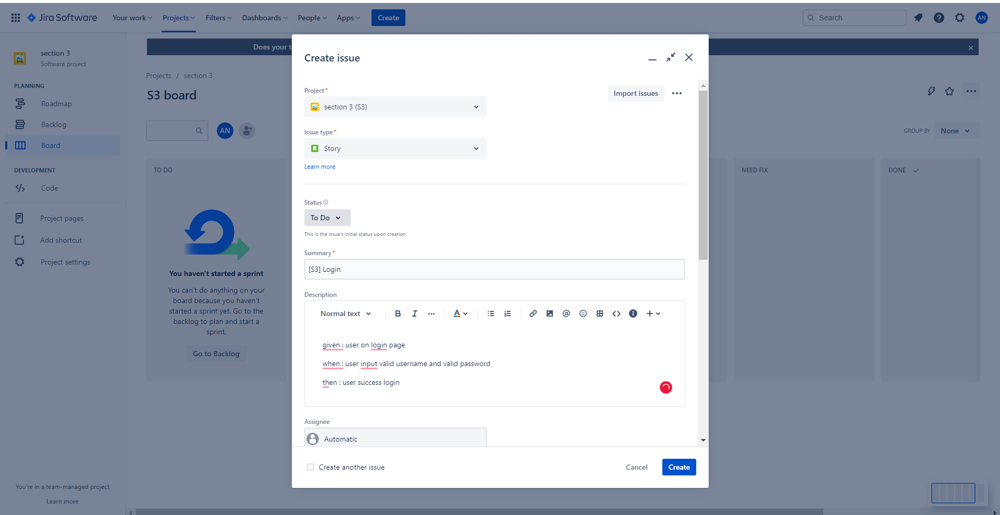 Jira Software
Your work
Projects
Filters
Dashboards
People
Apps
Create
Search
AN
section 3
Software project
PLANNING
Roadmap
Backlog
Board
DEVELOPMENT
Code
Project pages
Add shortcut
Project settings
You're in a team-managed project
Learn more
Does your t
Projects / section 3
S3 board
AN
GROUP BY
None
TO DO
You haven't started a sprint
You can't do anything on your
board because you haven't
started a sprint yet. Go to the
backlog to plan and start a
sprint.
Go to Backlog
NEED FIX
DONE
Create issue
Project*
Import issues
section 3 (S3)
Issue type*
Story
Learn more
Status
To Do
This is the issue's initial status upon creation
Summary*
[S3] Login
Description
Normal text
B I A
given : user on login page
when : user input valid username and valid password
then : user success login
Assignee
Automatic
Create another issue
Cancel
Create